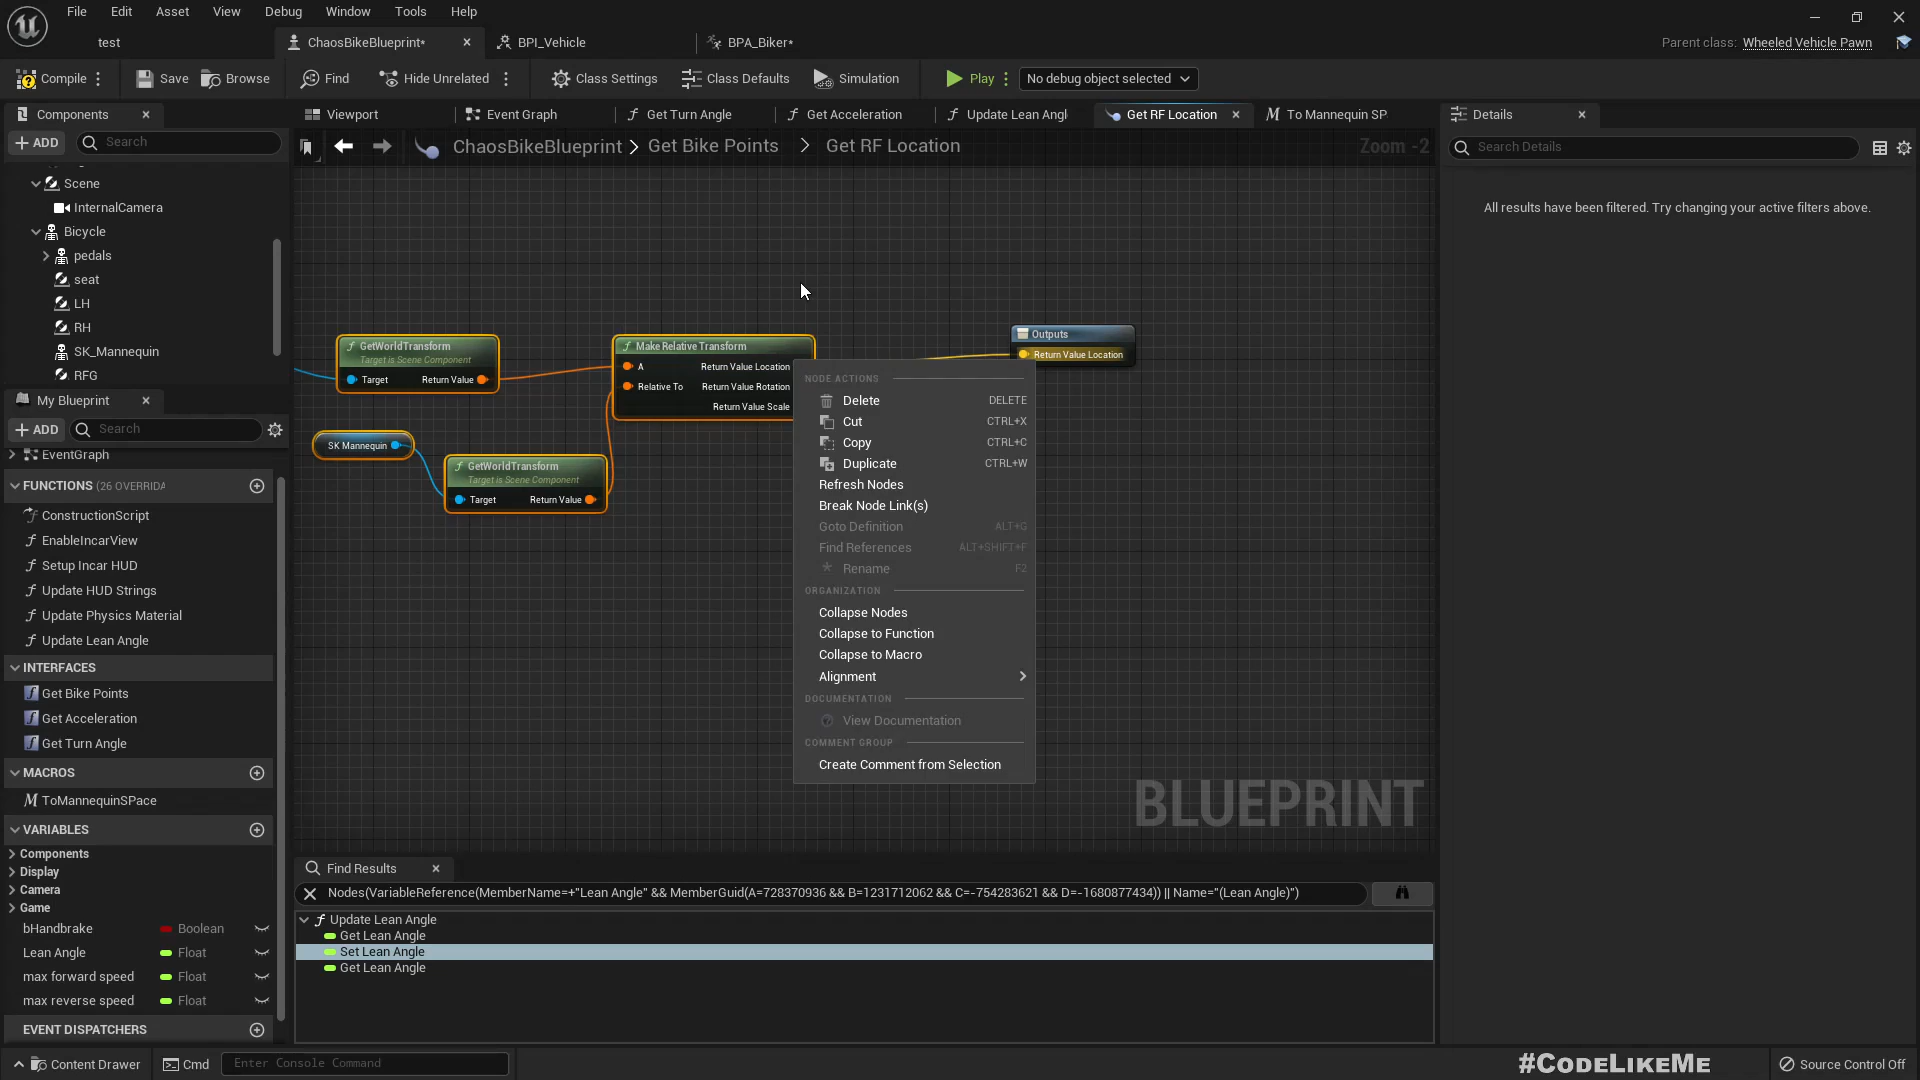 File Edit Asset View Debug Window Tools Help
test
ChaosBikeBlueprint*
BPI_Vehicle
BPA_Biker*
Parent class: Wheeled Vehicle Pawn
Compile
Save
Browse
Find
Hide Unrelated
Class Settings
Class Defaults
Simulation
Play
No debug object selected
Components
Viewport
Event Graph
Get Turn Angle
Get Acceleration
Update Lean Angl
Get RF Location
To Mannequin SP
Details
ADD
Search
ChaosBikeBlueprint > Get Bike Points > Get RF Location
Zoom -2
Search Details
All results have been filtered. Try changing your active filters above.
Scene
InternalCamera
Bicycle
pedals
seat
LH
RH
SK_Mannequin
RFG
My Blueprint
ADD
Search
EventGraph
FUNCTIONS (26 OVERRIDA
ConstructionScript
EnableIncarView
Setup Incar HUD
Update HUD Strings
Update Physics Material
Update Lean Angle
INTERFACES
Get Bike Points
Get Acceleration
Get Turn Angle
MACROS
ToMannequinSPace
VARIABLES
Components
Display
Camera
Game
bHandbrake Boolean
Lean Angle Float
max forward speed Float
max reverse speed Float
EVENT DISPATCHERS
GetWorldTransform
Target is Scene Component
Target Return Value
SK Mannequin
GetWorldTransform
Target is Scene Component
Target Return Value
Make Relative Transform
A Return Value Location
Relative To Return Value Rotation
Return Value Scale
Outputs
Return Value Location
NODE ACTIONS
Delete DELETE
Cut CTRL+X
Copy CTRL+C
Duplicate CTRL+W
Refresh Nodes
Break Node Link(s)
Goto Definition ALT+G
Find References ALT+SHIFT+F
Rename F2
ORGANIZATION
Collapse Nodes
Collapse to Function
Collapse to Macro
Alignment
DOCUMENTATION
View Documentation
COMMENT GROUP
Create Comment from Selection
BLUEPRINT
Find Results
Nodes(VariableReference(MemberName=+"Lean Angle" && MemberGuid(A=728370936 && B=1231712062 && C=-754283621 && D=-1680877434)) || Name="(Lean Angle)")
Update Lean Angle
Get Lean Angle
Set Lean Angle
Get Lean Angle
Content Drawer
Cmd
Enter Console Command
#CodeLikeMe
Source Control Off